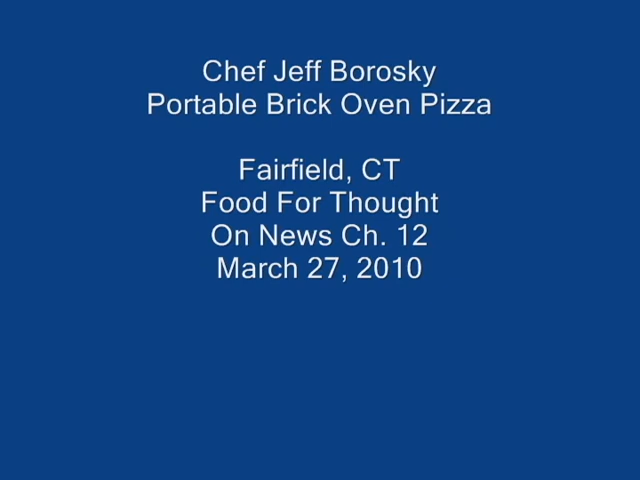 Chef Jeff Borosky
Portable Brick Oven Pizza
Fairfield, CT
Food For Thought
On News Ch. 12
March 27, 2010